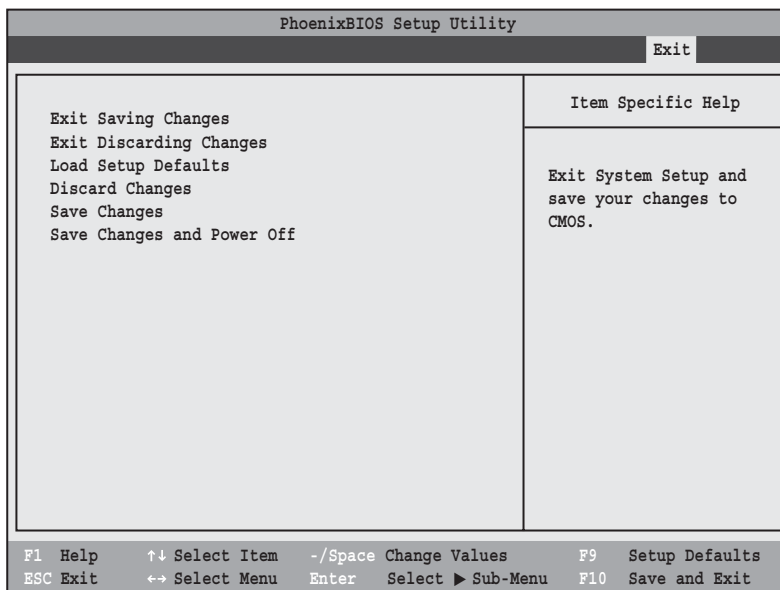 PhoenixBIOS Setup Utility
Exit
Exit Saving Changes
Exit Discarding Changes
Load Setup Defaults
Discard Changes
Save Changes
Save Changes and Power Off
Item Specific Help
Exit System Setup and
save your changes to
CMOS.
F1 Help ↑↓ Select Item -/Space Change Values F9 Setup Defaults
ESC Exit ←→ Select Menu Enter Select ▶ Sub-Menu F10 Save and Exit